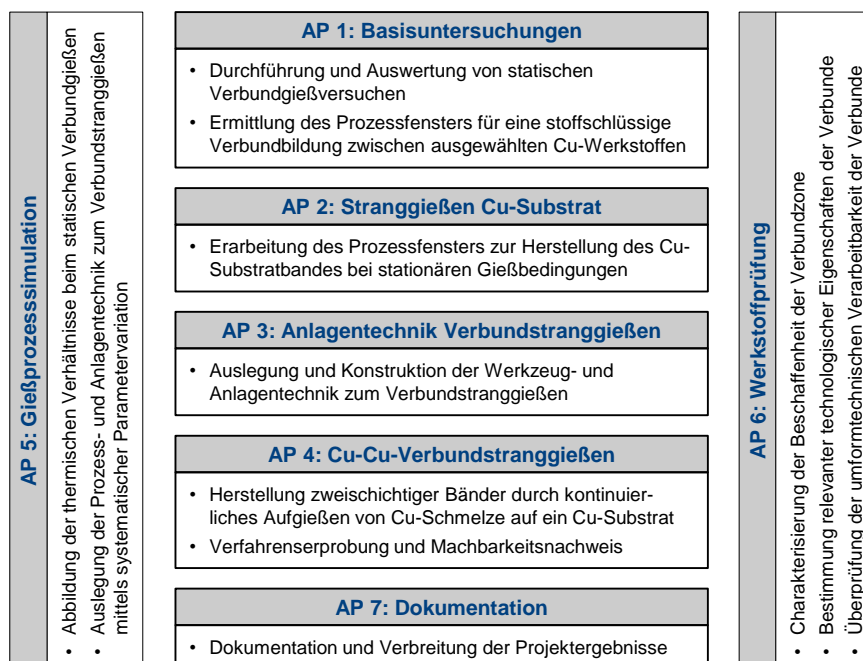 AP 5: Gießprozesssimulation
• Abbildung der thermischen Verhältnisse beim statischen Verbundgießen
• Auslegung der Prozess- und Anlagentechnik zum Verbundstranggießen
mittels systematischer Parametervariation
AP 1: Basisuntersuchungen
• Durchführung und Auswertung von statischen
Verbundgießversuchen
• Ermittlung des Prozessfensters für eine stoffschlüssige
Verbundbildung zwischen ausgewählten Cu-Werkstoffen
AP 2: Stranggießen Cu-Substrat
• Erarbeitung des Prozessfensters zur Herstellung des Cu-
Substratbandes bei stationären Gießbedingungen
AP 3: Anlagentechnik Verbundstranggießen
• Auslegung und Konstruktion der Werkzeug- und
Anlagentechnik zum Verbundstranggießen
AP 4: Cu-Cu-Verbundstranggießen
• Herstellung zweischichtiger Bänder durch kontinuier-
liches Aufgießen von Cu-Schmelze auf ein Cu-Substrat
• Verfahrenserprobung und Machbarkeitsnachweis
AP 7: Dokumentation
• Dokumentation und Verbreitung der Projektergebnisse
AP 6: Werkstoffprüfung
• Charakterisierung der Beschaffenheit der Verbundzone
• Bestimmung relevanter technologischer Eigenschaften der Verbunde
• Überprüfung der umformtechnischen Verarbeitbarkeit der Verbunde